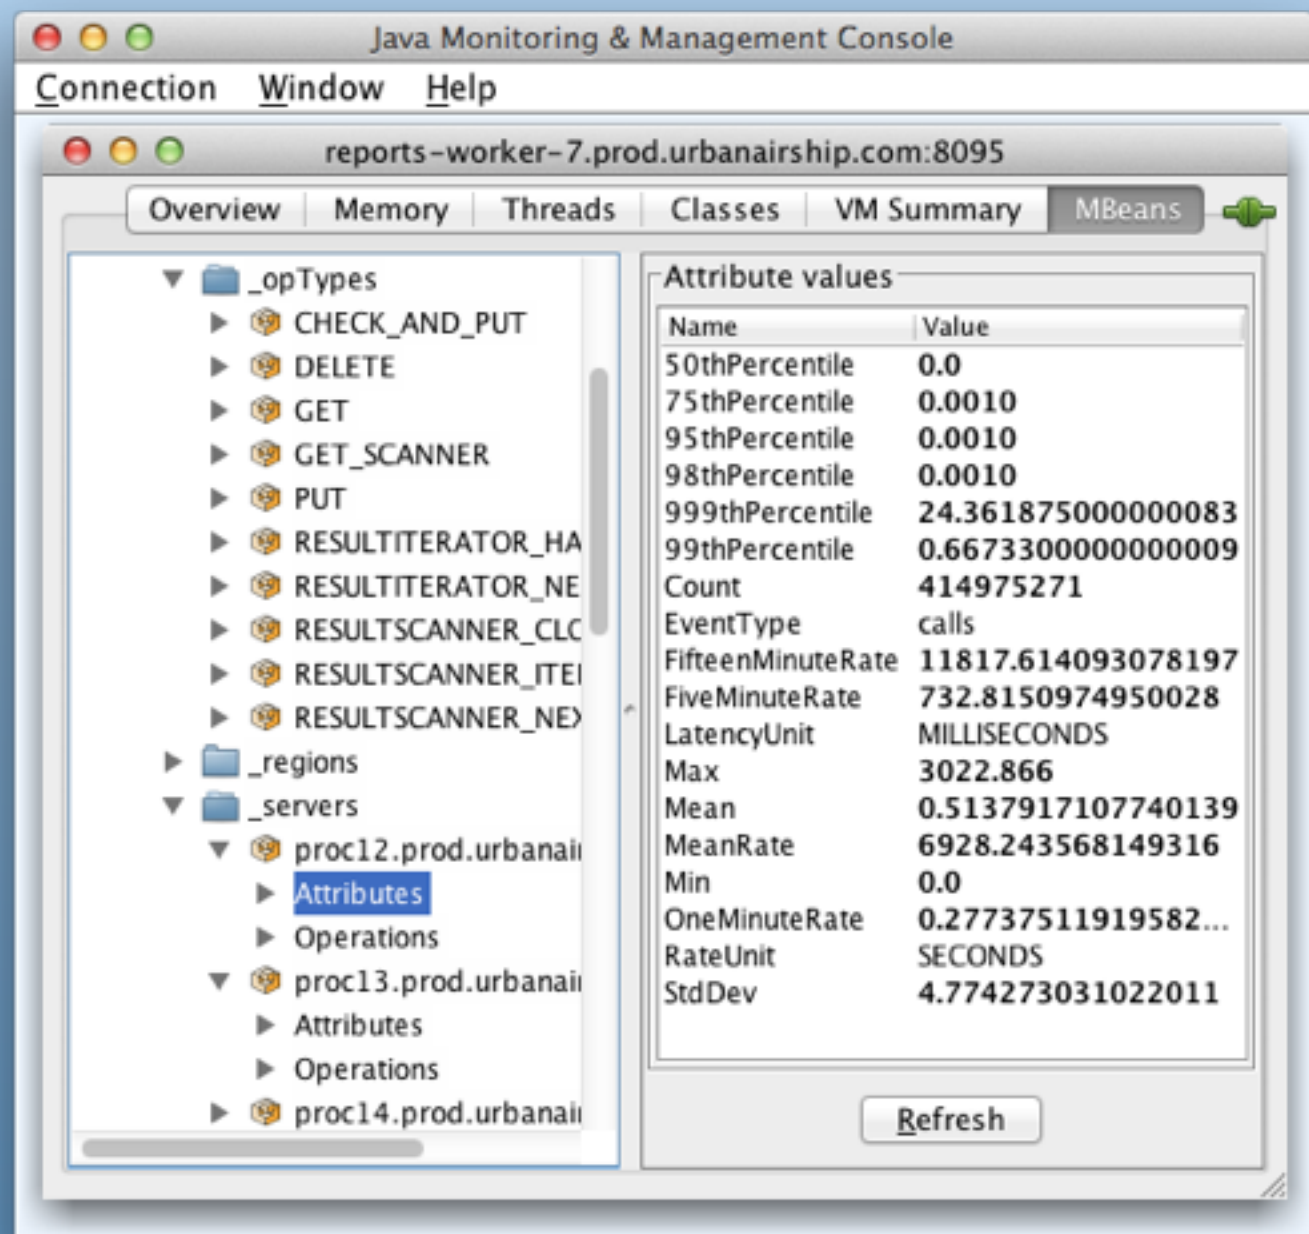 Java Monitoring & Management Console
Connection Window Help
reports-worker-7.prod.urbanairship.com:8095
Overview Memory Threads Classes VM Summary MBeans
_opTypes
CHECK_AND_PUT
DELETE
GET
GET_SCANNER
PUT
RESULTITERATOR_HA
RESULTITERATOR_NE
RESULTSCANNER_CLO
RESULTSCANNER_ITE
RESULTSCANNER_NEX
_regions
_servers
proc12.prod.urbanai
Attributes
Operations
proc13.prod.urbanai
Attributes
Operations
proc14.prod.urbanai
Attribute values
Name Value
50thPercentile 0.0
75thPercentile 0.0010
95thPercentile 0.0010
98thPercentile 0.0010
999thPercentile 24.361875000000083
99thPercentile 0.6673300000000009
Count 414975271
EventType calls
FifteenMinuteRate 11817.614093078197
FiveMinuteRate 732.8150974950028
LatencyUnit MILLISECONDS
Max 3022.866
Mean 0.5137917107740139
MeanRate 6928.243568149316
Min 0.0
OneMinuteRate 0.27737511919582...
RateUnit SECONDS
StdDev 4.774273031022011
Refresh